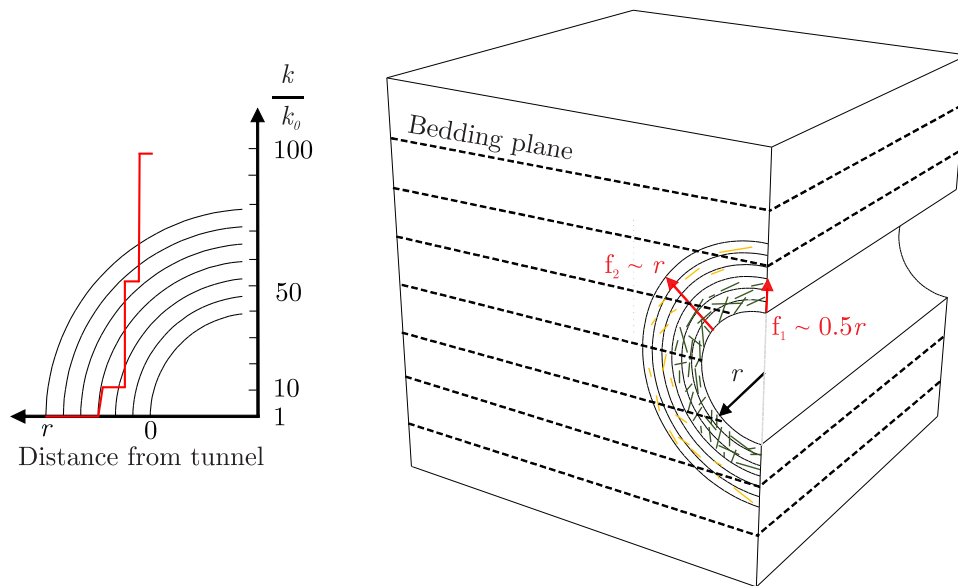 k
k₀
100
50
10
1
r
0
Distance from tunnel
Bedding plane
f₂ ~ r
f₁ ~ 0.5r
r